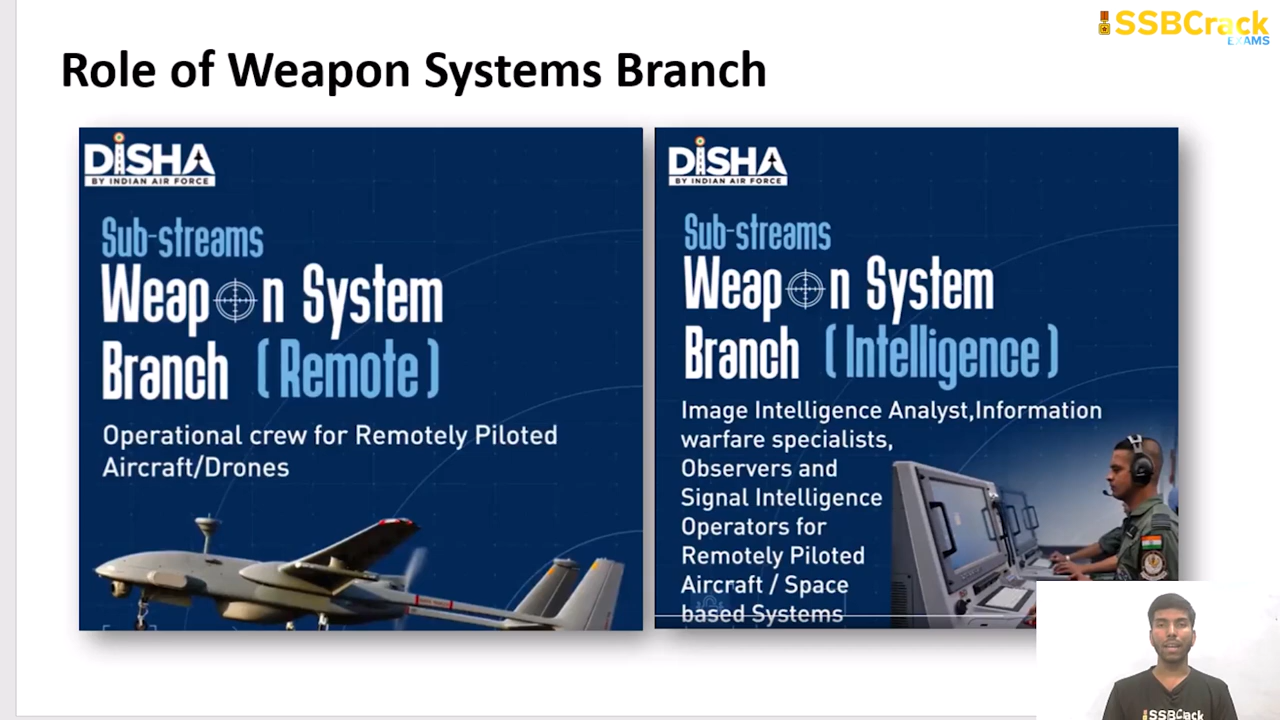 SSBCrack
EXAMS
Role of Weapon Systems Branch
DISHA
BY INDIAN AIR FORCE
Sub-streams
Weapon System
Branch (Remote)
Operational crew for Remotely Piloted
Aircraft/Drones
DISHA
BY INDIAN AIR FORCE
Sub-streams
Weapon System
Branch (Intelligence)
Image Intelligence Analyst,Information
warfare specialists,
Observers and
Signal Intelligence
Operators for
Remotely Piloted
Aircraft / Space
based Systems
SSBCrack